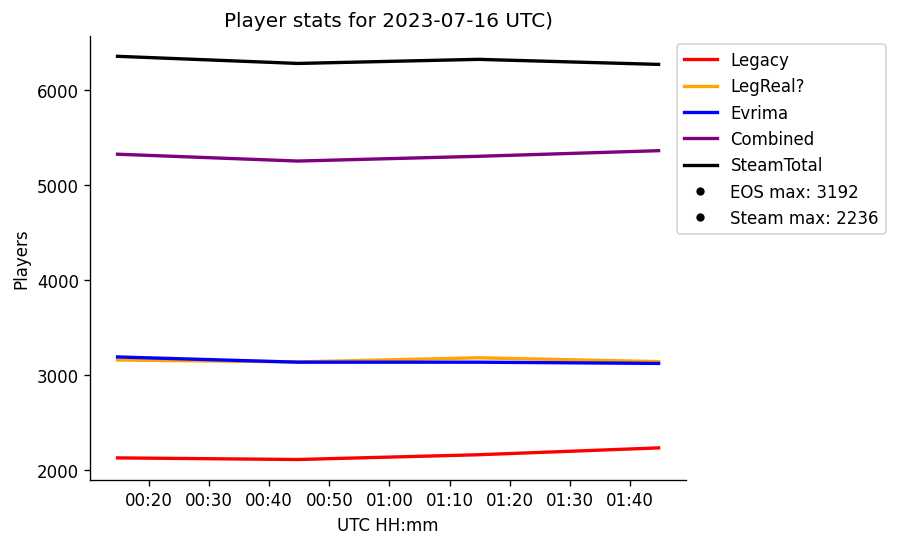 Player stats for 2023-07-16 UTC)
Players
6000
5000
4000
3000
2000
00:20 00:30 00:40 00:50 01:00 01:10 01:20 01:30 01:40
UTC HH:mm
Legacy
LegReal?
Evrima
Combined
SteamTotal
EOS max: 3192
Steam max: 2236